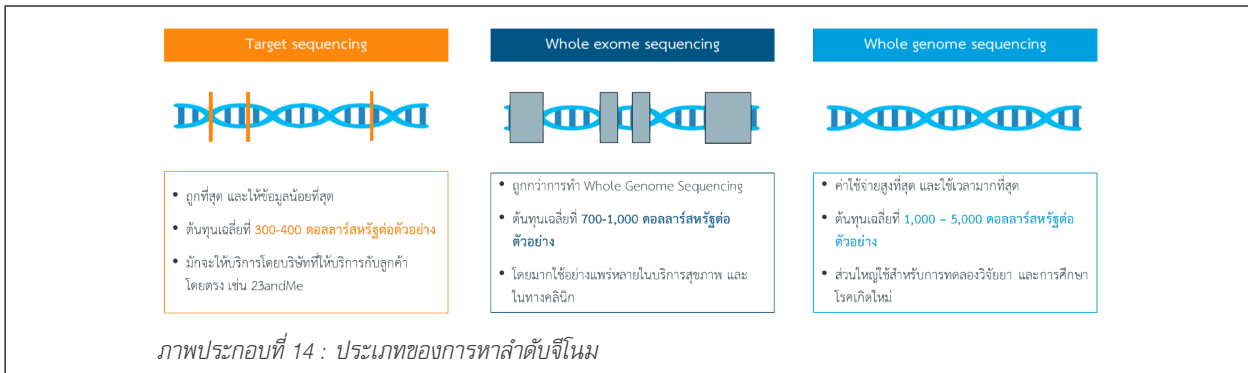 Target sequencing
• ถูกที่สุด และให้ข้อมูลน้อยที่สุด
• ต้นทุนเฉลี่ยที่ 300-400 ดอลลาร์สหรัฐต่อตัวอย่าง
• มักจะให้บริการโดยบริษัทที่ให้บริการกับลูกค้า
โดยตรง เช่น 23andMe
Whole exome sequencing
• ถูกกว่าการทำ Whole Genome Sequencing
• ต้นทุนเฉลี่ยที่ 700-1,000 ดอลลาร์สหรัฐต่อ
ตัวอย่าง
• โดยมากใช้อย่างแพร่หลายในบริการสุขภาพ และ
ในทางคลินิก
Whole genome sequencing
• ค่าใช้จ่ายสูงที่สุด และใช้เวลามากที่สุด
• ต้นทุนเฉลี่ยที่ 1,000 – 5,000 ดอลลาร์สหรัฐต่อ
ตัวอย่าง
• ส่วนใหญ่ใช้สำหรับการทดลองวิจัยยา และการศึกษา
โรคเกิดใหม่
ภาพประกอบที่ 14 : ประเภทของการหาลำดับจีโนม